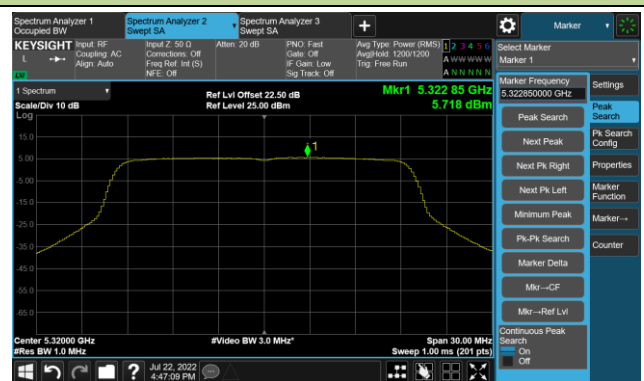 Spectrum Analyzer 1
Occupied BW
Spectrum Analyzer 2
Swept SA
Spectrum Analyzer 3
Swept SA
+
Marker
KEYSIGHT
L
LW
Input: RF
Coupling: AC
Align: Auto
Input Z: 50 Ω
Corrections: Off
Freq Ref: Int (S)
NFE: Off
Atten: 20 dB
PNO: Fast
Gate: Off
IF Gain: Low
Sig Track: Off
Avg Type: Power (RMS)
Avg|Hold: 1200/1200
Trig: Free Run
1 2 3 4 5 6
A W W W W W
A N N N N N
Select Marker
Marker 1
1 Spectrum
Scale/Div 10 dB
Log
Ref Lvl Offset 22.50 dB
Ref Level 25.00 dBm
Mkr1 5.322 85 GHz
5.718 dBm
15.0
5.00
-5.00
-15.0
-25.0
-35.0
-45.0
-55.0
-65.0
1
Center 5.32000 GHz
#Res BW 1.0 MHz
#Video BW 3.0 MHz*
Span 30.00 MHz
Sweep 1.00 ms (201 pts)
Marker Frequency
5.322850000 GHz
Peak Search
Next Peak
Next Pk Right
Next Pk Left
Minimum Peak
Pk-Pk Search
Marker Delta
Mkr→CF
Mkr→Ref Lvl
Continuous Peak
Search
On
Off
Settings
Peak
Search
Pk Search
Config
Properties
Marker
Function
Marker→
Counter
?
Jul 22, 2022
4:47:09 PM